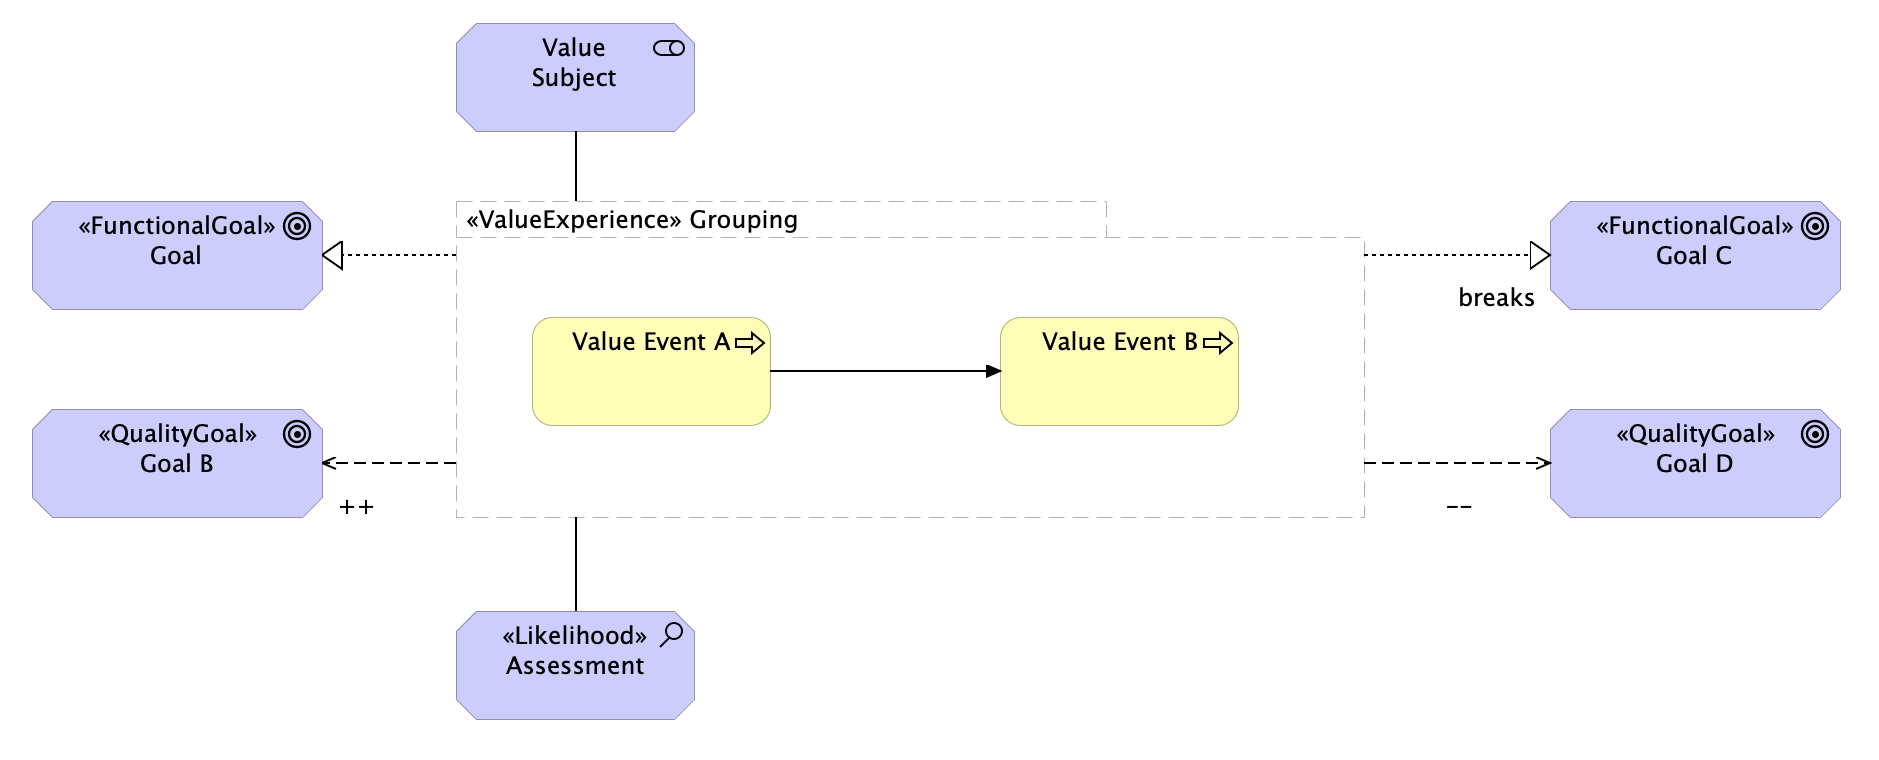 Value
Subject
«FunctionalGoal»
Goal
«ValueExperience» Grouping
«FunctionalGoal»
Goal C
breaks
Value Event A
Value Event B
«QualityGoal»
Goal B
++
«QualityGoal»
Goal D
--
«Likelihood»
Assessment